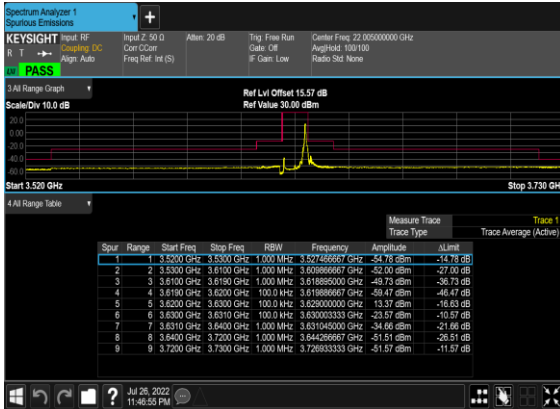 Spectrum Analyzer 1
Spurious Emissions
KEYSIGHT Input: RF Input Z: 50 Ω Atten: 20 dB Trig: Free Run Center Freq: 22.005000000 GHz
R T Coupling: DC Corr CCorr Gate: Off Avg|Hold: 100/100
Align: Auto Freq Ref: Int (S) IF Gain: Low Radio Std: None
PASS
3 All Range Graph Ref Lvl Offset 15.57 dB
Scale/Div 10.0 dB Ref Value 30.00 dBm
20.0
0.00
-20.0
-40.0
-60.0
Start 3.520 GHz Stop 3.730 GH
4 All Range Table
Measure Trace Trace 1
Trace Type Trace Average (Active)
Spur Range Start Freq Stop Freq RBW Frequency Amplitude ΔLimit
1 1 3.5200 GHz 3.5300 GHz 1.000 MHz 3.527466667 GHz -54.78 dBm -14.78 dB
2 2 3.5300 GHz 3.6100 GHz 1.000 MHz 3.609866667 GHz -52.00 dBm -27.00 dB
3 3 3.6100 GHz 3.6190 GHz 1.000 MHz 3.618895000 GHz -49.73 dBm -36.73 dB
4 4 3.6190 GHz 3.6200 GHz 100.0 kHz 3.619886667 GHz -59.47 dBm -46.47 dB
5 5 3.6200 GHz 3.6300 GHz 100.0 kHz 3.629000000 GHz 13.37 dBm -16.63 dB
6 6 3.6300 GHz 3.6310 GHz 100.0 kHz 3.630003333 GHz -23.57 dBm -10.57 dB
7 7 3.6310 GHz 3.6400 GHz 1.000 MHz 3.631045000 GHz -34.66 dBm -21.66 dB
8 8 3.6400 GHz 3.7200 GHz 1.000 MHz 3.644266667 GHz -51.51 dBm -26.51 dB
9 9 3.7200 GHz 3.7300 GHz 1.000 MHz 3.726933333 GHz -51.57 dBm -11.57 dB
Jul 26, 2022
11:46:55 PM